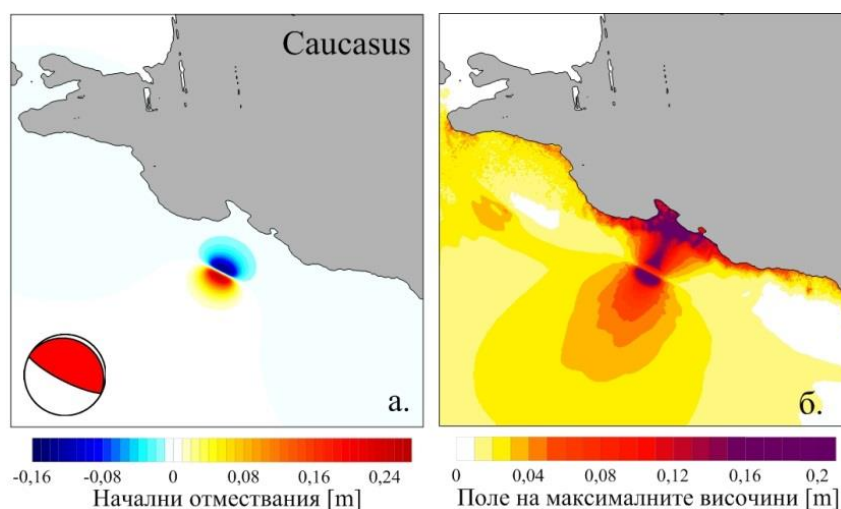 Caucasus
а.
-0,16 -0,08 0 0,08 0,16 0,24
Начални отмествания [m]
б.
0 0,04 0,08 0,12 0,16 0,2
Поле на максималните височини [m]